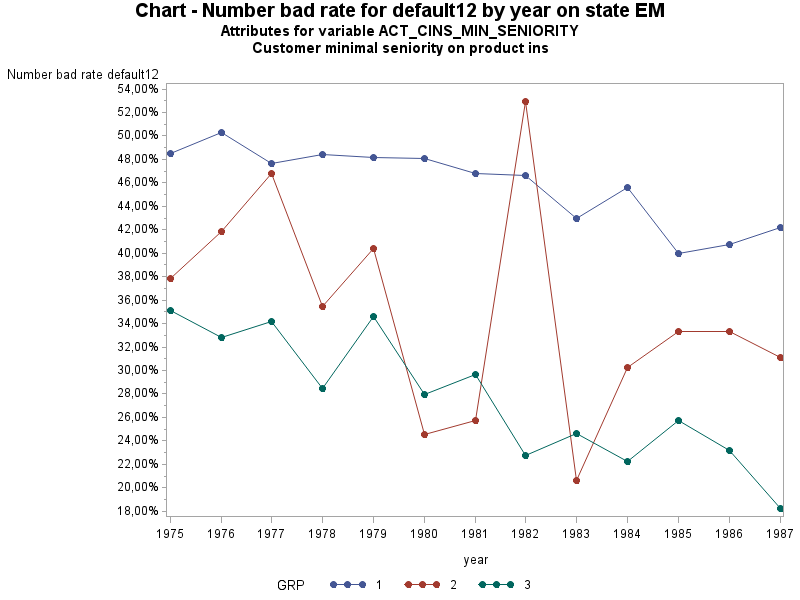 Chart - Number bad rate for default12 by year on state EM
Attributes for variable ACT_CINS_MIN_SENIORITY
Customer minimal seniority on product ins
Number bad rate default12
54,00%
52,00%
50,00%
48,00%
46,00%
44,00%
42,00%
40,00%
38,00%
36,00%
34,00%
32,00%
30,00%
28,00%
26,00%
24,00%
22,00%
20,00%
18,00%
1975 1976 1977 1978 1979 1980 1981 1982 1983 1984 1985 1986 1987
year
GRP 1 2 3